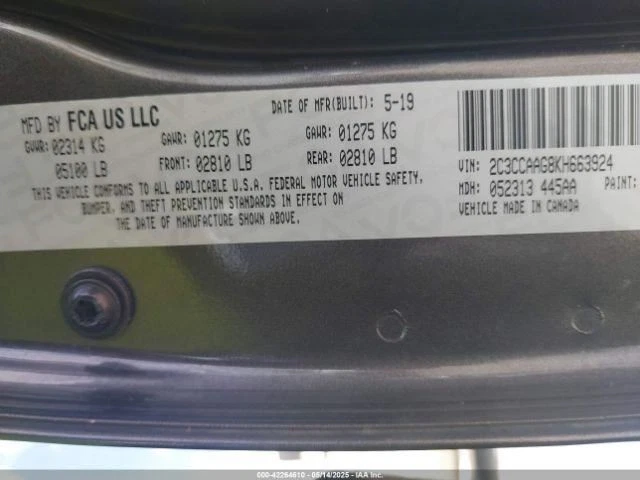 MFD BY FCA US LLC
DATE OF MFR(BUILT): 5-19
GVWR: 02314 KG
GAWR: 01275 KG
GAWR: 01275 KG
05100 LB
FRONT: 02810 LB
REAR: 02810 LB
THIS VEHICLE CONFORMS TO ALL APPLICABLE U.S.A. FEDERAL MOTOR VEHICLE SAFETY,
BUMPER, AND THEFT PREVENTION STANDARDS IN EFFECT ON
THE DATE OF MANUFACTURE SHOWN ABOVE.
VIN: 2C3CCAAG8KH663924
MDH: 052313 445AA PAINT:
VEHICLE MADE IN CANADA
000-42264610 - 05/14/2025 - IAA INC.